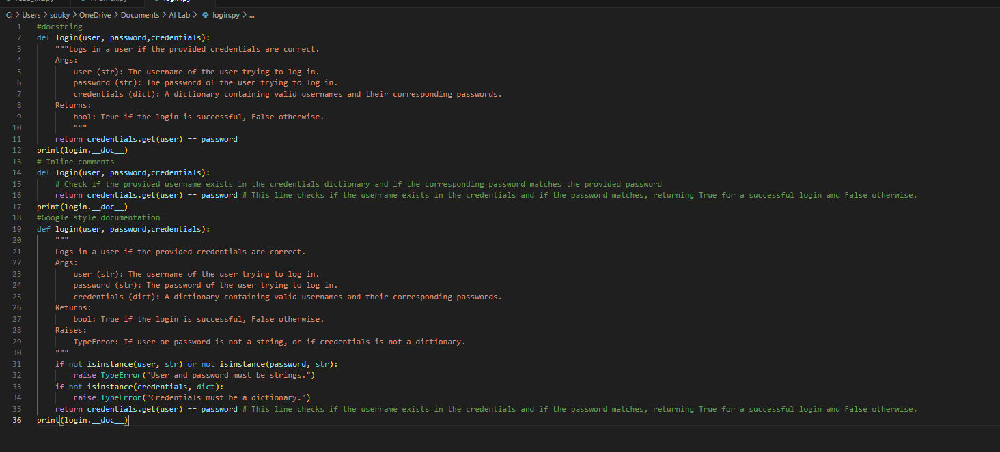 login.py
C: > Users > souky > OneDrive > Documents > AI Lab > login.py > ...
1 #docstring
2 def login(user, password,credentials):
3     """Logs in a user if the provided credentials are correct.
4     Args:
5         user (str): The username of the user trying to log in.
6         password (str): The password of the user trying to log in.
7         credentials (dict): A dictionary containing valid usernames and their corresponding passwords.
8     Returns:
9         bool: True if the login is successful, False otherwise.
10         """
11     return credentials.get(user) == password
12 print(login.__doc__)
13 # Inline comments
14 def login(user, password,credentials):
15     # Check if the provided username exists in the credentials dictionary and if the corresponding password matches the provided password
16     return credentials.get(user) == password # This line checks if the username exists in the credentials and if the password matches, returning True for a successful login and False otherwise.
17 print(login.__doc__)
18 #Google style documentation
19 def login(user, password,credentials):
20     """
21     Logs in a user if the provided credentials are correct.
22     Args:
23         user (str): The username of the user trying to log in.
24         password (str): The password of the user trying to log in.
25         credentials (dict): A dictionary containing valid usernames and their corresponding passwords.
26     Returns:
27         bool: True if the login is successful, False otherwise.
28     Raises:
29         TypeError: If user or password is not a string, or if credentials is not a dictionary.
30     """
31     if not isinstance(user, str) or not isinstance(password, str):
32         raise TypeError("User and password must be strings.")
33     if not isinstance(credentials, dict):
34         raise TypeError("Credentials must be a dictionary.")
35     return credentials.get(user) == password # This line checks if the username exists in the credentials and if the password matches, returning True for a successful login and False otherwise.
36 print(login.__doc__)